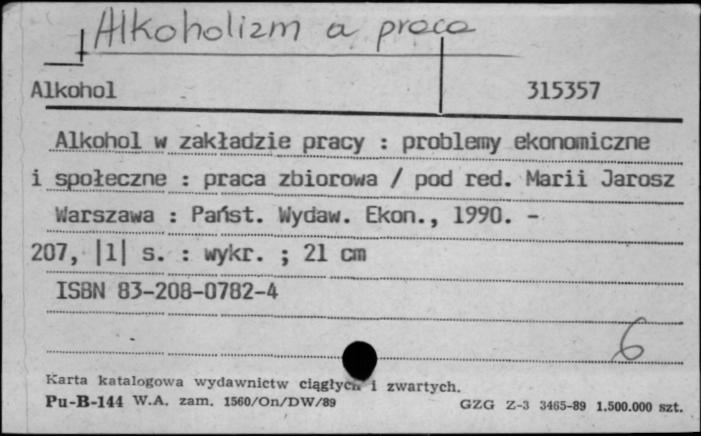 Alkoholizm a praca
Alkohol 315357
Alkohol w zakładzie pracy : problemy ekonomiczne
i społeczne : praca zbiorowa / pod red. Marii Jarosz
Warszawa : Państ. Wydaw. Ekon., 1990. -
207, |1| s. : wykr. ; 21 cm
ISBN 83-208-0782-4
6
Karta katalogowa wydawnictw ciągłych i zwartych.
Pu-B-144 W.A. zam. 1560/On/DW/89 GZG Z-3 3465-89 1.500.000 szt.